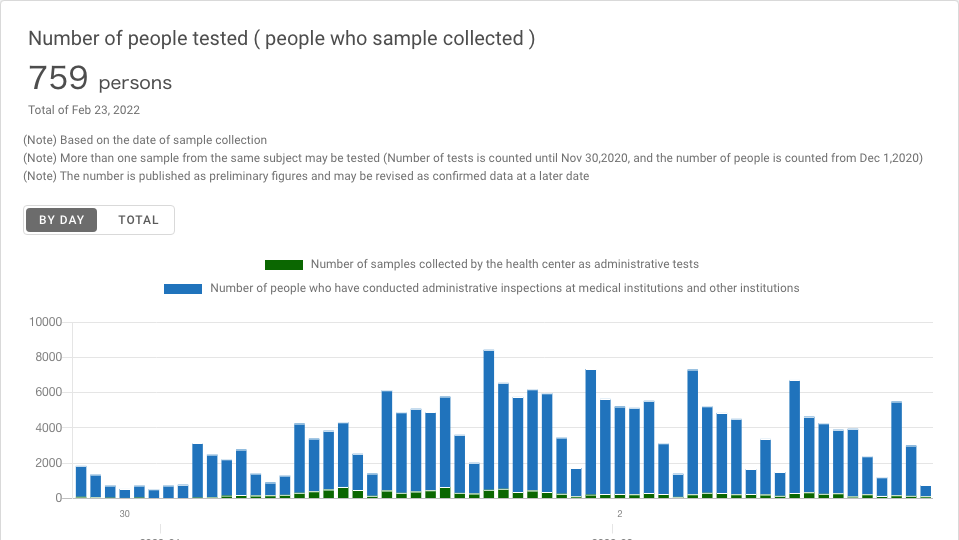 Number of people tested ( people who sample collected )
759 persons
Total of Feb 23, 2022
(Note) Based on the date of sample collection
(Note) More than one sample from the same subject may be tested (Number of tests is counted until Nov 30,2020, and the number of people is counted from Dec 1,2020)
(Note) The number is published as preliminary figures and may be revised as confirmed data at a later date
BY DAY TOTAL
Number of samples collected by the health center as administrative tests
Number of people who have conducted administrative inspections at medical institutions and other institutions
10000
8000
6000
4000
2000
0
30 2